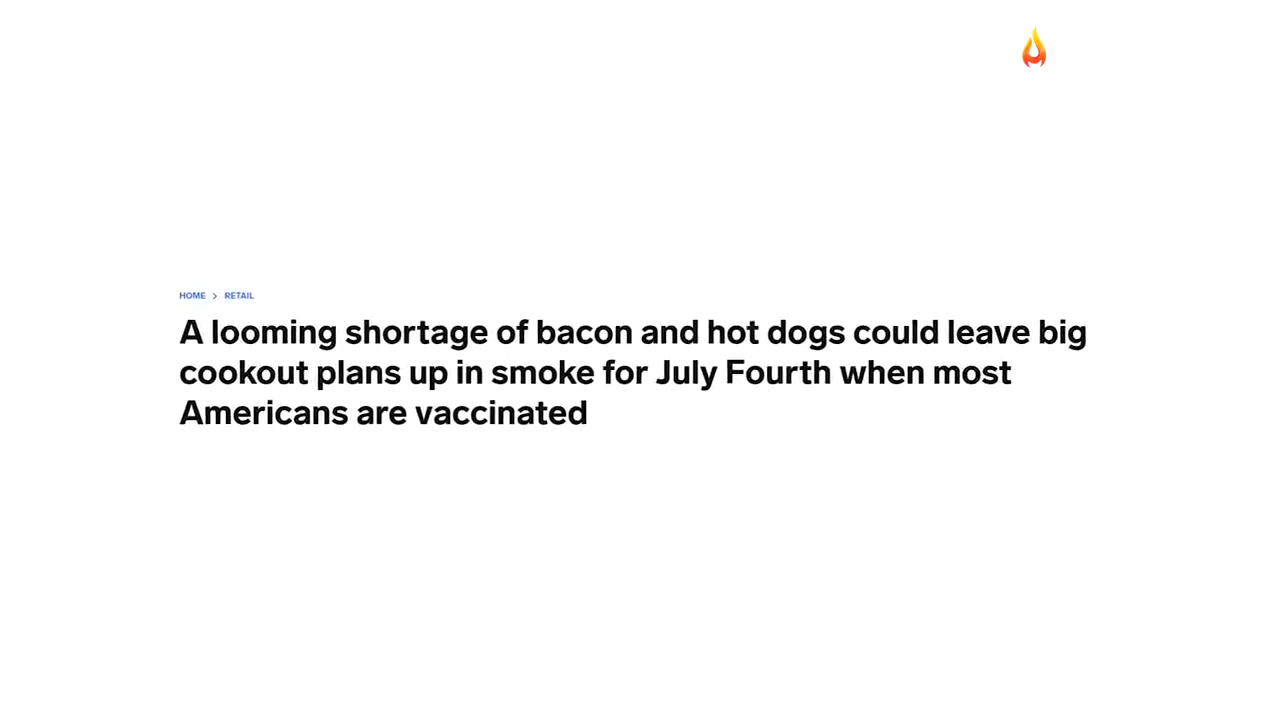 HOME > RETAIL
A looming shortage of bacon and hot dogs could leave big
cookout plans up in smoke for July Fourth when most
Americans are vaccinated